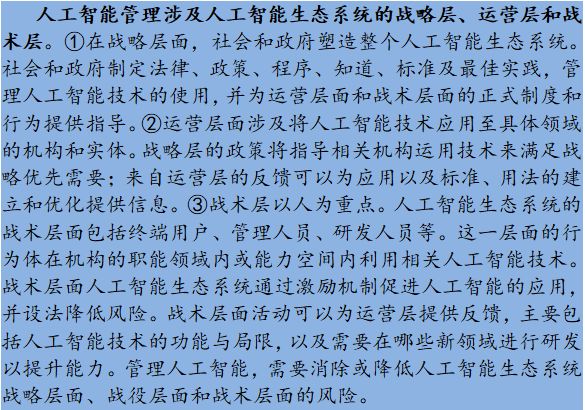 人工智能管理涉及人工智能生态系统的战略层、运营层和战
术层。①在战略层面，社会和政府塑造整个人工智能生态系统。
社会和政府制定法律、政策、程序、知道、标准及最佳实践，管
理人工智能技术的使用，并为运营层面和战术层面的正式制度和
行为提供指导。②运营层面涉及将人工智能技术应用至具体领域
的机构和实体。战略层的政策将指导相关机构运用技术来满足战
略优先需要；来自运营层的反馈可以为应用以及标准、用法的建
立和优化提供信息。③战术层以人为重点。人工智能生态系统的
战术层面包括终端用户、管理人员、研发人员等。这一层面的行
为体在机构的职能领域内或能力空间内利用相关人工智能技术。
战术层面人工智能生态系统通过激励机制促进人工智能的应用，
并设法降低风险。战术层面活动可以为运营层提供反馈，主要包
括人工智能技术的功能与局限，以及需要在哪些新领域进行研发
以提升能力。管理人工智能，需要消除或降低人工智能生态系统
战略层面、战役层面和战术层面的风险。